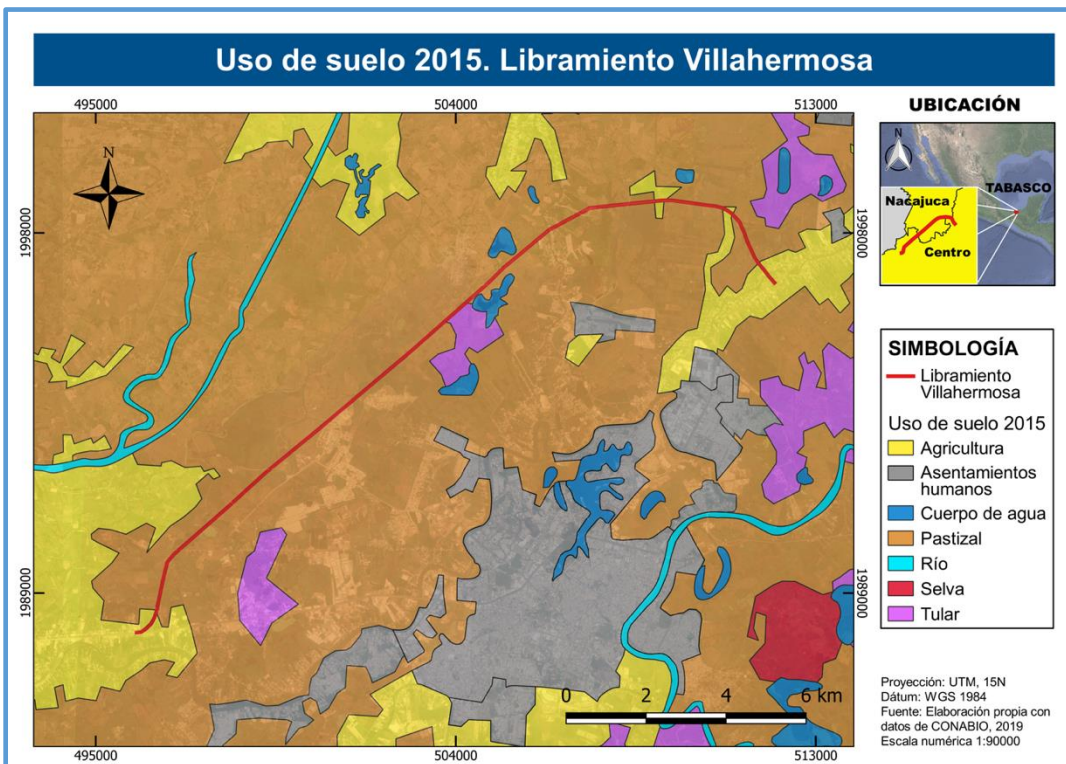 Uso de suelo 2015. Libramiento Villahermosa
495000
504000
513000
N
1998000
1998000
1989000
1989000
0 2 4 6 km
495000
504000
513000
UBICACIÓN
N
TABASCO
Nacajuca
Centro
SIMBOLOGÍA
Libramiento
Villahermosa
Uso de suelo 2015
Agricultura
Asentamientos
humanos
Cuerpo de agua
Pastizal
Río
Selva
Tular
Proyección: UTM, 15N
Dátum: WGS 1984
Fuente: Elaboración propia con
datos de CONABIO, 2019
Escala numérica 1:90000